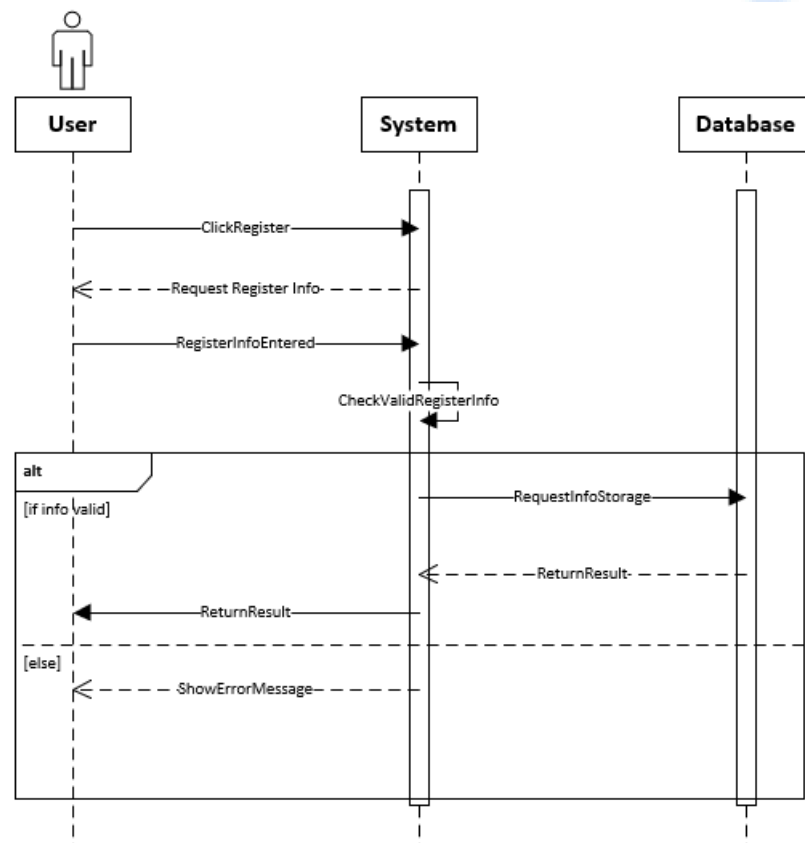 User
System
Database
ClickRegister
Request Register Info
RegisterInfoEntered
CheckValidRegisterInfo
alt
[if info valid]
RequestInfoStorage
ReturnResult
ReturnResult
[else]
ShowErrorMessage